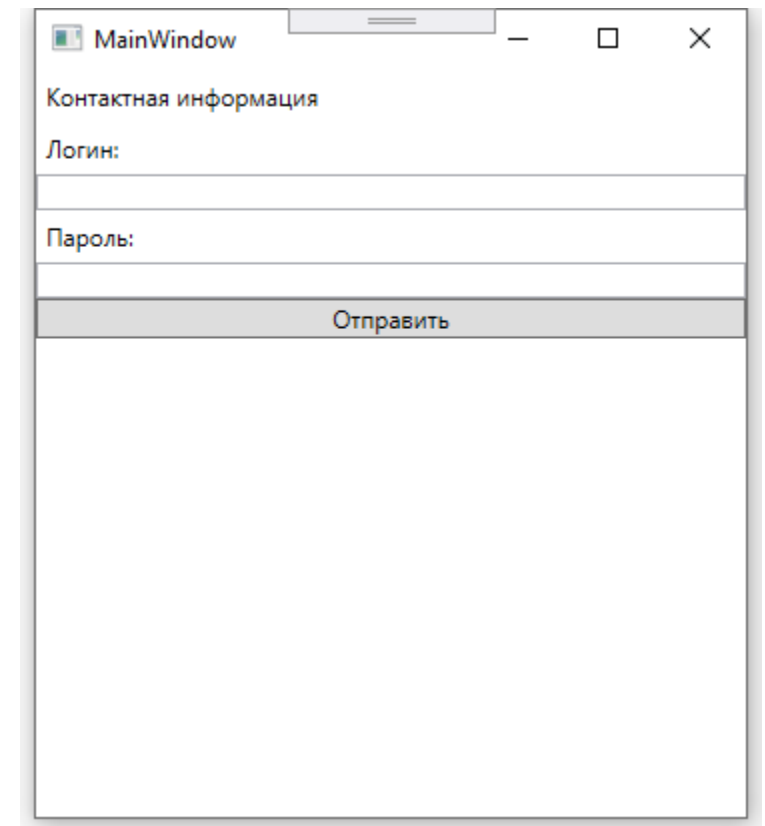 MainWindow
Контактная информация
Логин:
Пароль:
Отправить